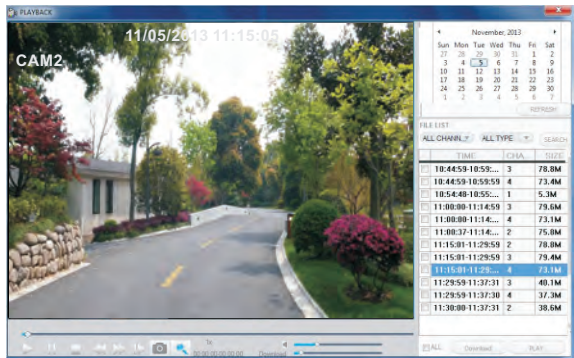 PLAYBACK
11/05/2013 11:15:05
CAM2
November, 2013
Sun Mon Tue Wed Thu Fri Sat
27 28 29 30 31 1 2
3 4 5 6 7 8 9
10 11 12 13 14 15 16
17 18 19 20 21 22 23
24 25 26 27 28 29 30
1 2 3 4 5 6 7
REFRESH
FILE LIST
ALL CHANN.. ALL TYPE SEARCH
TIME CHA. SIZE
10:44:59-10:59:... 3 78.8M
10:44:59-10:59:59 4 73.4M
10:54:48-10:55:... 1 5.3M
11:00:00-11:14:59 3 79.6M
11:00:00-11:14:... 4 73.1M
11:00:37-11:14:... 2 75.8M
11:15:01-11:29:59 2 78.8M
11:15:01-11:29:59 3 79.4M
11:15:01-11:29:... 4 73.1M
11:29:59-11:37:31 3 40.1M
11:29:59-11:37:30 4 37.3M
11:30:00-11:37:31 2 38.6M
1x
00:00:00:00:00:00 Download
ALL Download PLAY